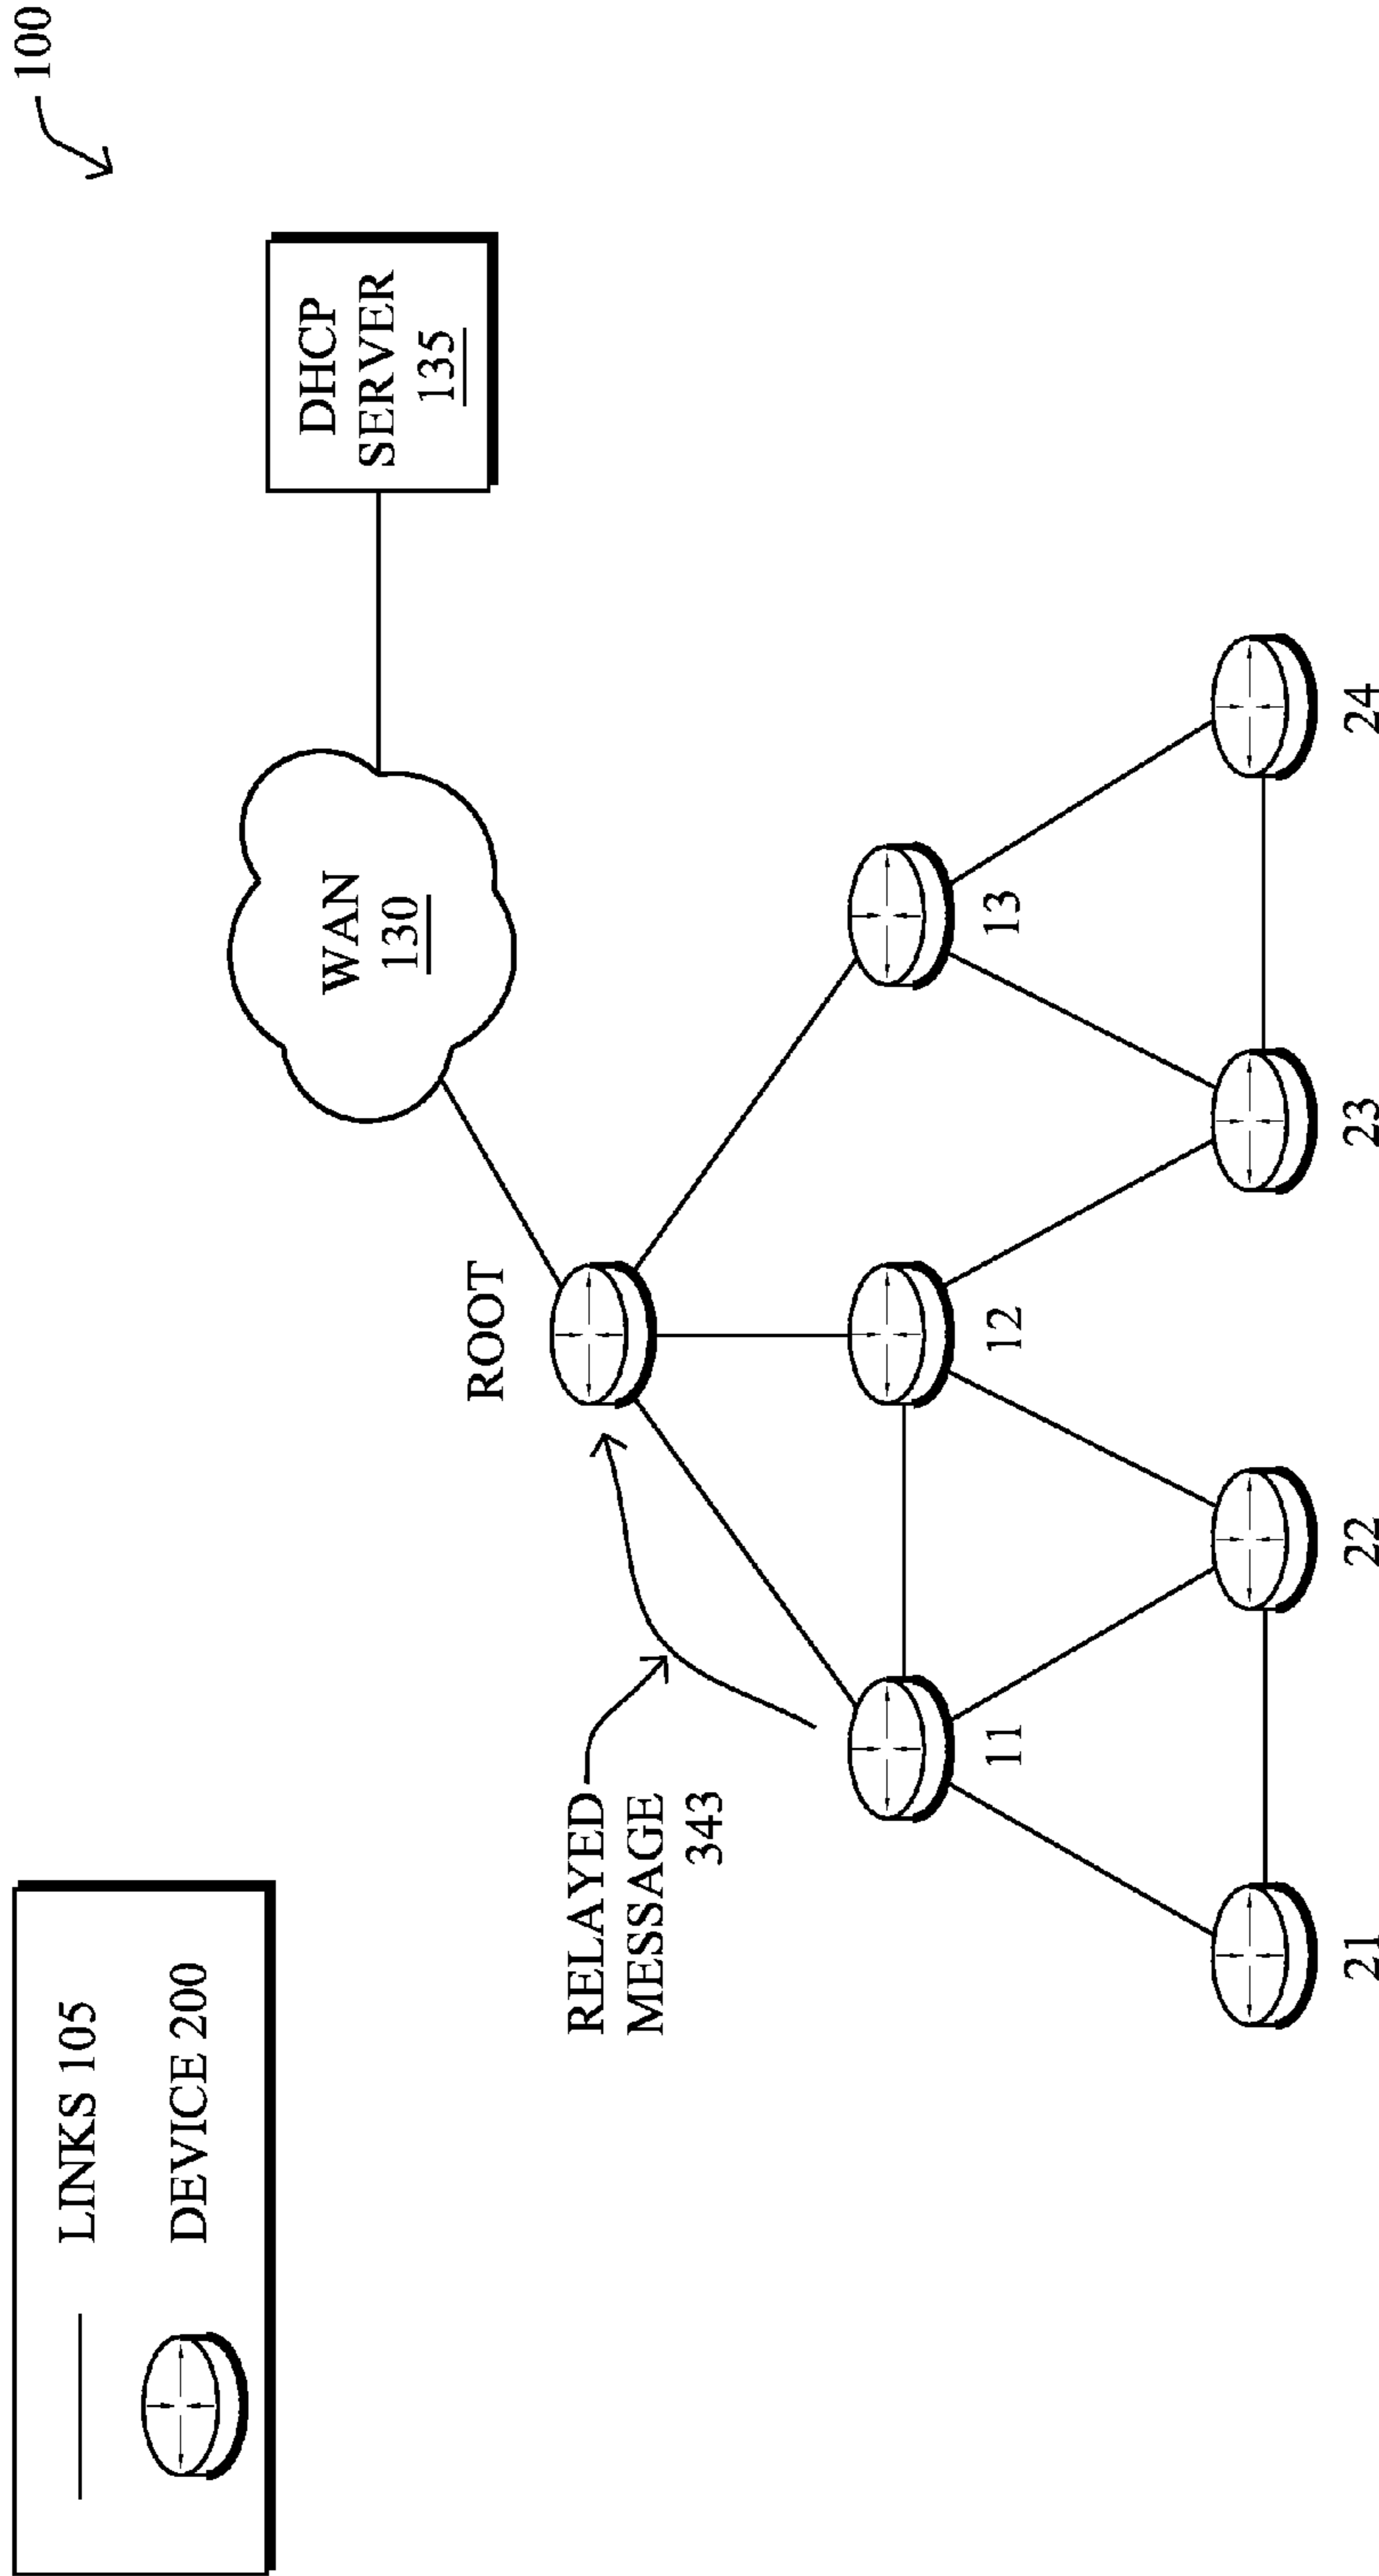 LINKS 105
DEVICE 200
100
WAN
130
DHCP
SERVER
135
ROOT
RELAYED
MESSAGE
343
11
12
13
21
22
23
24